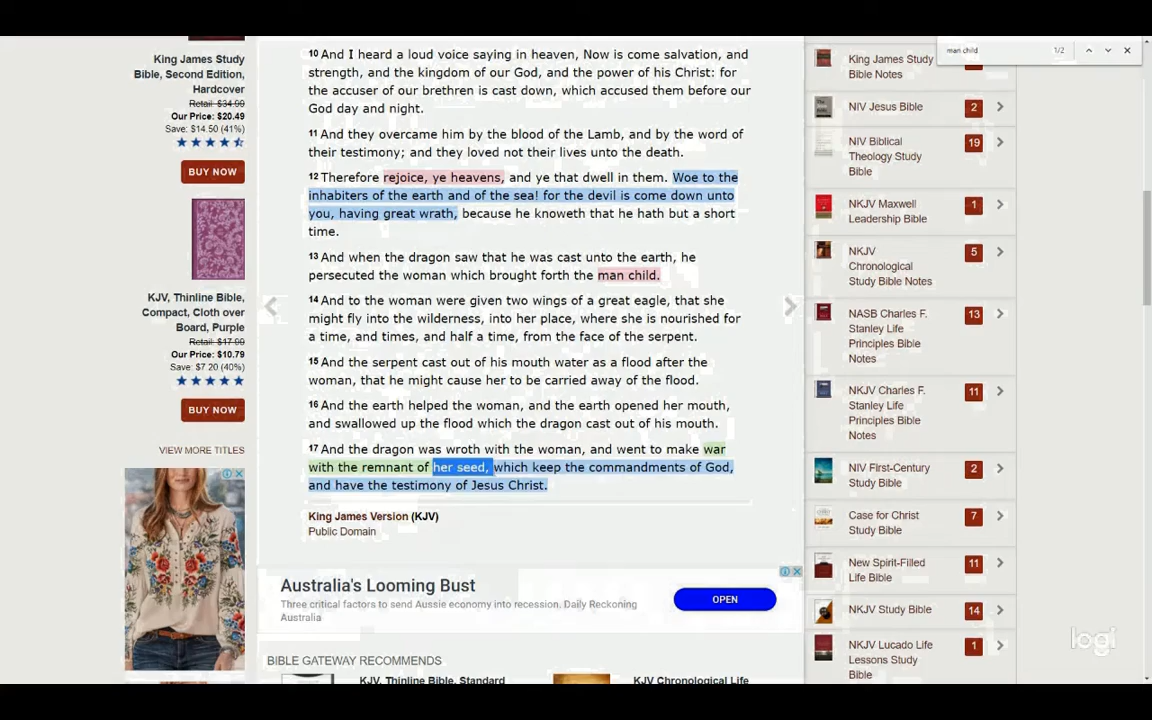 King James Study
Bible, Second Edition,
Hardcover
Retail: $34.99
Our Price: $20.49
Save: $14.50 (41%)
BUY NOW
KJV, Thinline Bible,
Compact, Cloth over
Board, Purple
Retail: $17.99
Our Price: $10.79
Save: $7.20 (40%)
BUY NOW
VIEW MORE TITLES
10 And I heard a loud voice saying in heaven, Now is come salvation, and
strength, and the kingdom of our God, and the power of his Christ: for
the accuser of our brethren is cast down, which accused them before our
God day and night.
11 And they overcame him by the blood of the Lamb, and by the word of
their testimony; and they loved not their lives unto the death.
12 Therefore rejoice, ye heavens, and ye that dwell in them. Woe to the
inhabiters of the earth and of the sea! for the devil is come down unto
you, having great wrath, because he knoweth that he hath but a short
time.
13 And when the dragon saw that he was cast unto the earth, he
persecuted the woman which brought forth the man child.
14 And to the woman were given two wings of a great eagle, that she
might fly into the wilderness, into her place, where she is nourished for
a time, and times, and half a time, from the face of the serpent.
15 And the serpent cast out of his mouth water as a flood after the
woman, that he might cause her to be carried away of the flood.
16 And the earth helped the woman, and the earth opened her mouth,
and swallowed up the flood which the dragon cast out of his mouth.
17 And the dragon was wroth with the woman, and went to make war
with the remnant of her seed, which keep the commandments of God,
and have the testimony of Jesus Christ.
King James Version (KJV)
Public Domain
Australia's Looming Bust
Three critical factors to send Aussie economy into recession. Daily Reckoning
Australia
OPEN
BIBLE GATEWAY RECOMMENDS
KJV, Thinline Bible, Standard
KJV Chronological Life
man child 1/2
King James Study
Bible Notes
NIV Jesus Bible 2
NIV Biblical
Theology Study
Bible
19
NKJV Maxwell
Leadership Bible
1
NKJV
Chronological
Study Bible Notes
5
NASB Charles F.
Stanley Life
Principles Bible
Notes
13
NKJV Charles F.
Stanley Life
Principles Bible
Notes
11
NIV First-Century
Study Bible
2
Case for Christ
Study Bible
7
New Spirit-Filled
Life Bible
11
NKJV Study Bible 14
NKJV Lucado Life
Lessons Study
Bible
1
logi